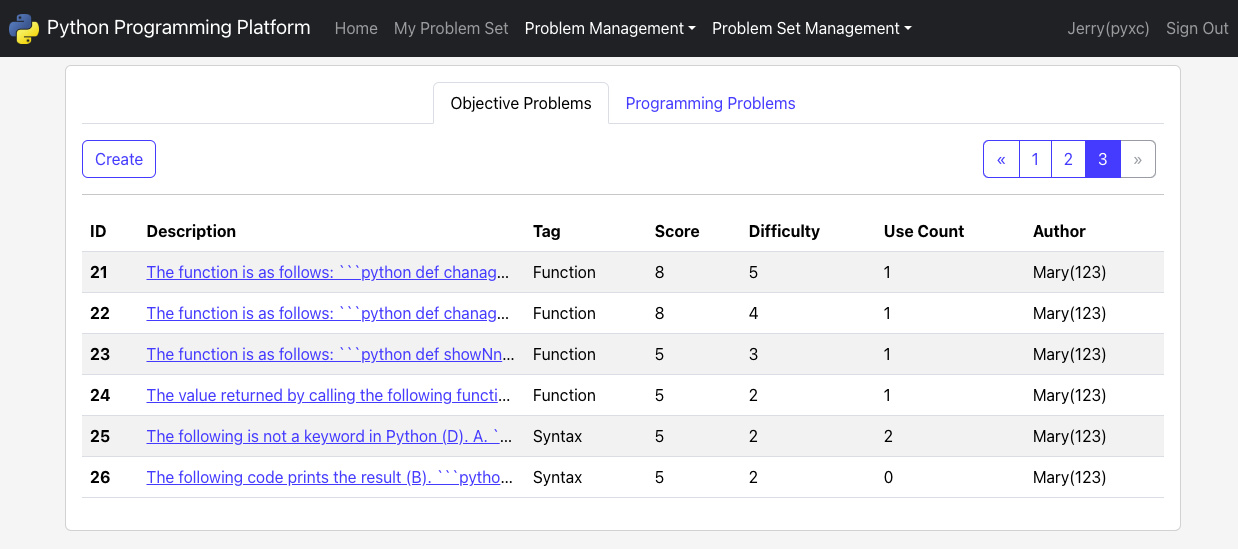 Python Programming Platform Home My Problem Set Problem Management Problem Set Management Jerry(pyxc) Sign Out
Objective Problems Programming Problems
Create « 1 2 3 »
ID Description Tag Score Difficulty Use Count Author
21 The function is as follows: ```python def chanag... Function 8 5 1 Mary(123)
22 The function is as follows: ```python def chanag... Function 8 4 1 Mary(123)
23 The function is as follows: ```python def showNn... Function 5 3 1 Mary(123)
24 The value returned by calling the following functi... Function 5 2 1 Mary(123)
25 The following is not a keyword in Python (D). A. `... Syntax 5 2 2 Mary(123)
26 The following code prints the result (B). ```pytho... Syntax 5 2 0 Mary(123)